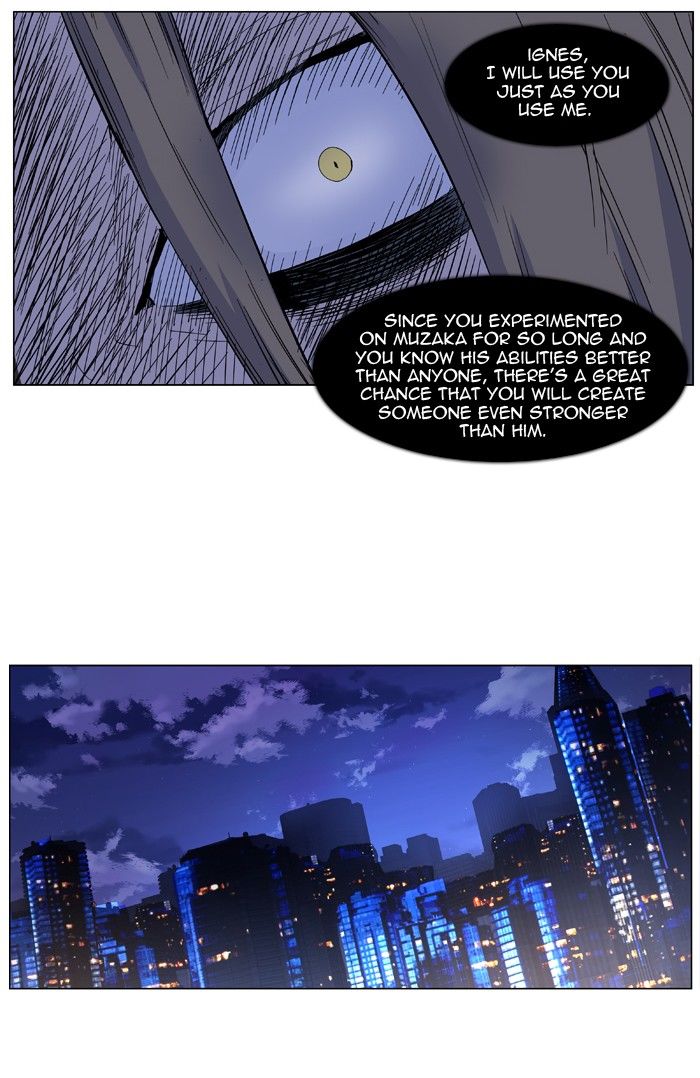 IGNES,
I WILL USE YOU
JUST AS YOU
USE ME.
SINCE YOU EXPERIMENTED
ON MUZAKA FOR SO LONG AND
YOU KNOW HIS ABILITIES BETTER
THAN ANYONE, THERE'S A GREAT
CHANCE THAT YOU WILL CREATE
SOMEONE EVEN STRONGER
THAN HIM.